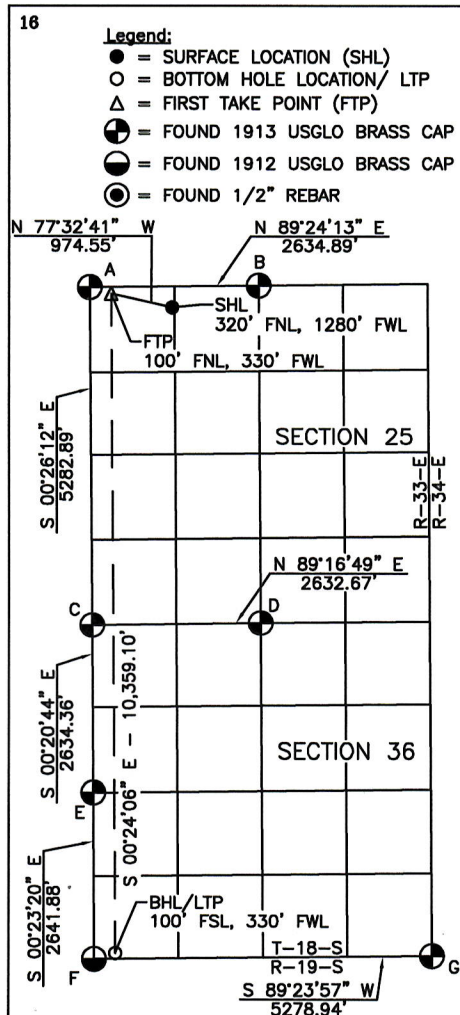 16
Legend:
● = SURFACE LOCATION (SHL)
○ = BOTTOM HOLE LOCATION/ LTP
△ = FIRST TAKE POINT (FTP)
= FOUND 1913 USGLO BRASS CAP
= FOUND 1912 USGLO BRASS CAP
= FOUND 1/2" REBAR
N 77°32'41" W
974.55'
N 89°24'13" E
2634.89'
A
B
SHL
320' FNL, 1280' FWL
FTP
100' FNL, 330' FWL
S 00°26'12" E
5282.89'
SECTION 25
R-33-E
R-34-E
N 89°16'49" E
2632.67'
C
D
S 00°20'44" E
2634.36'
S 00°24'06" E - 10,359.10'
SECTION 36
E
S 00°23'20" E
2641.88'
BHL/LTP
100' FSL, 330' FWL
T-18-S
R-19-S
F
G
S 89°23'57" W
5278.94'